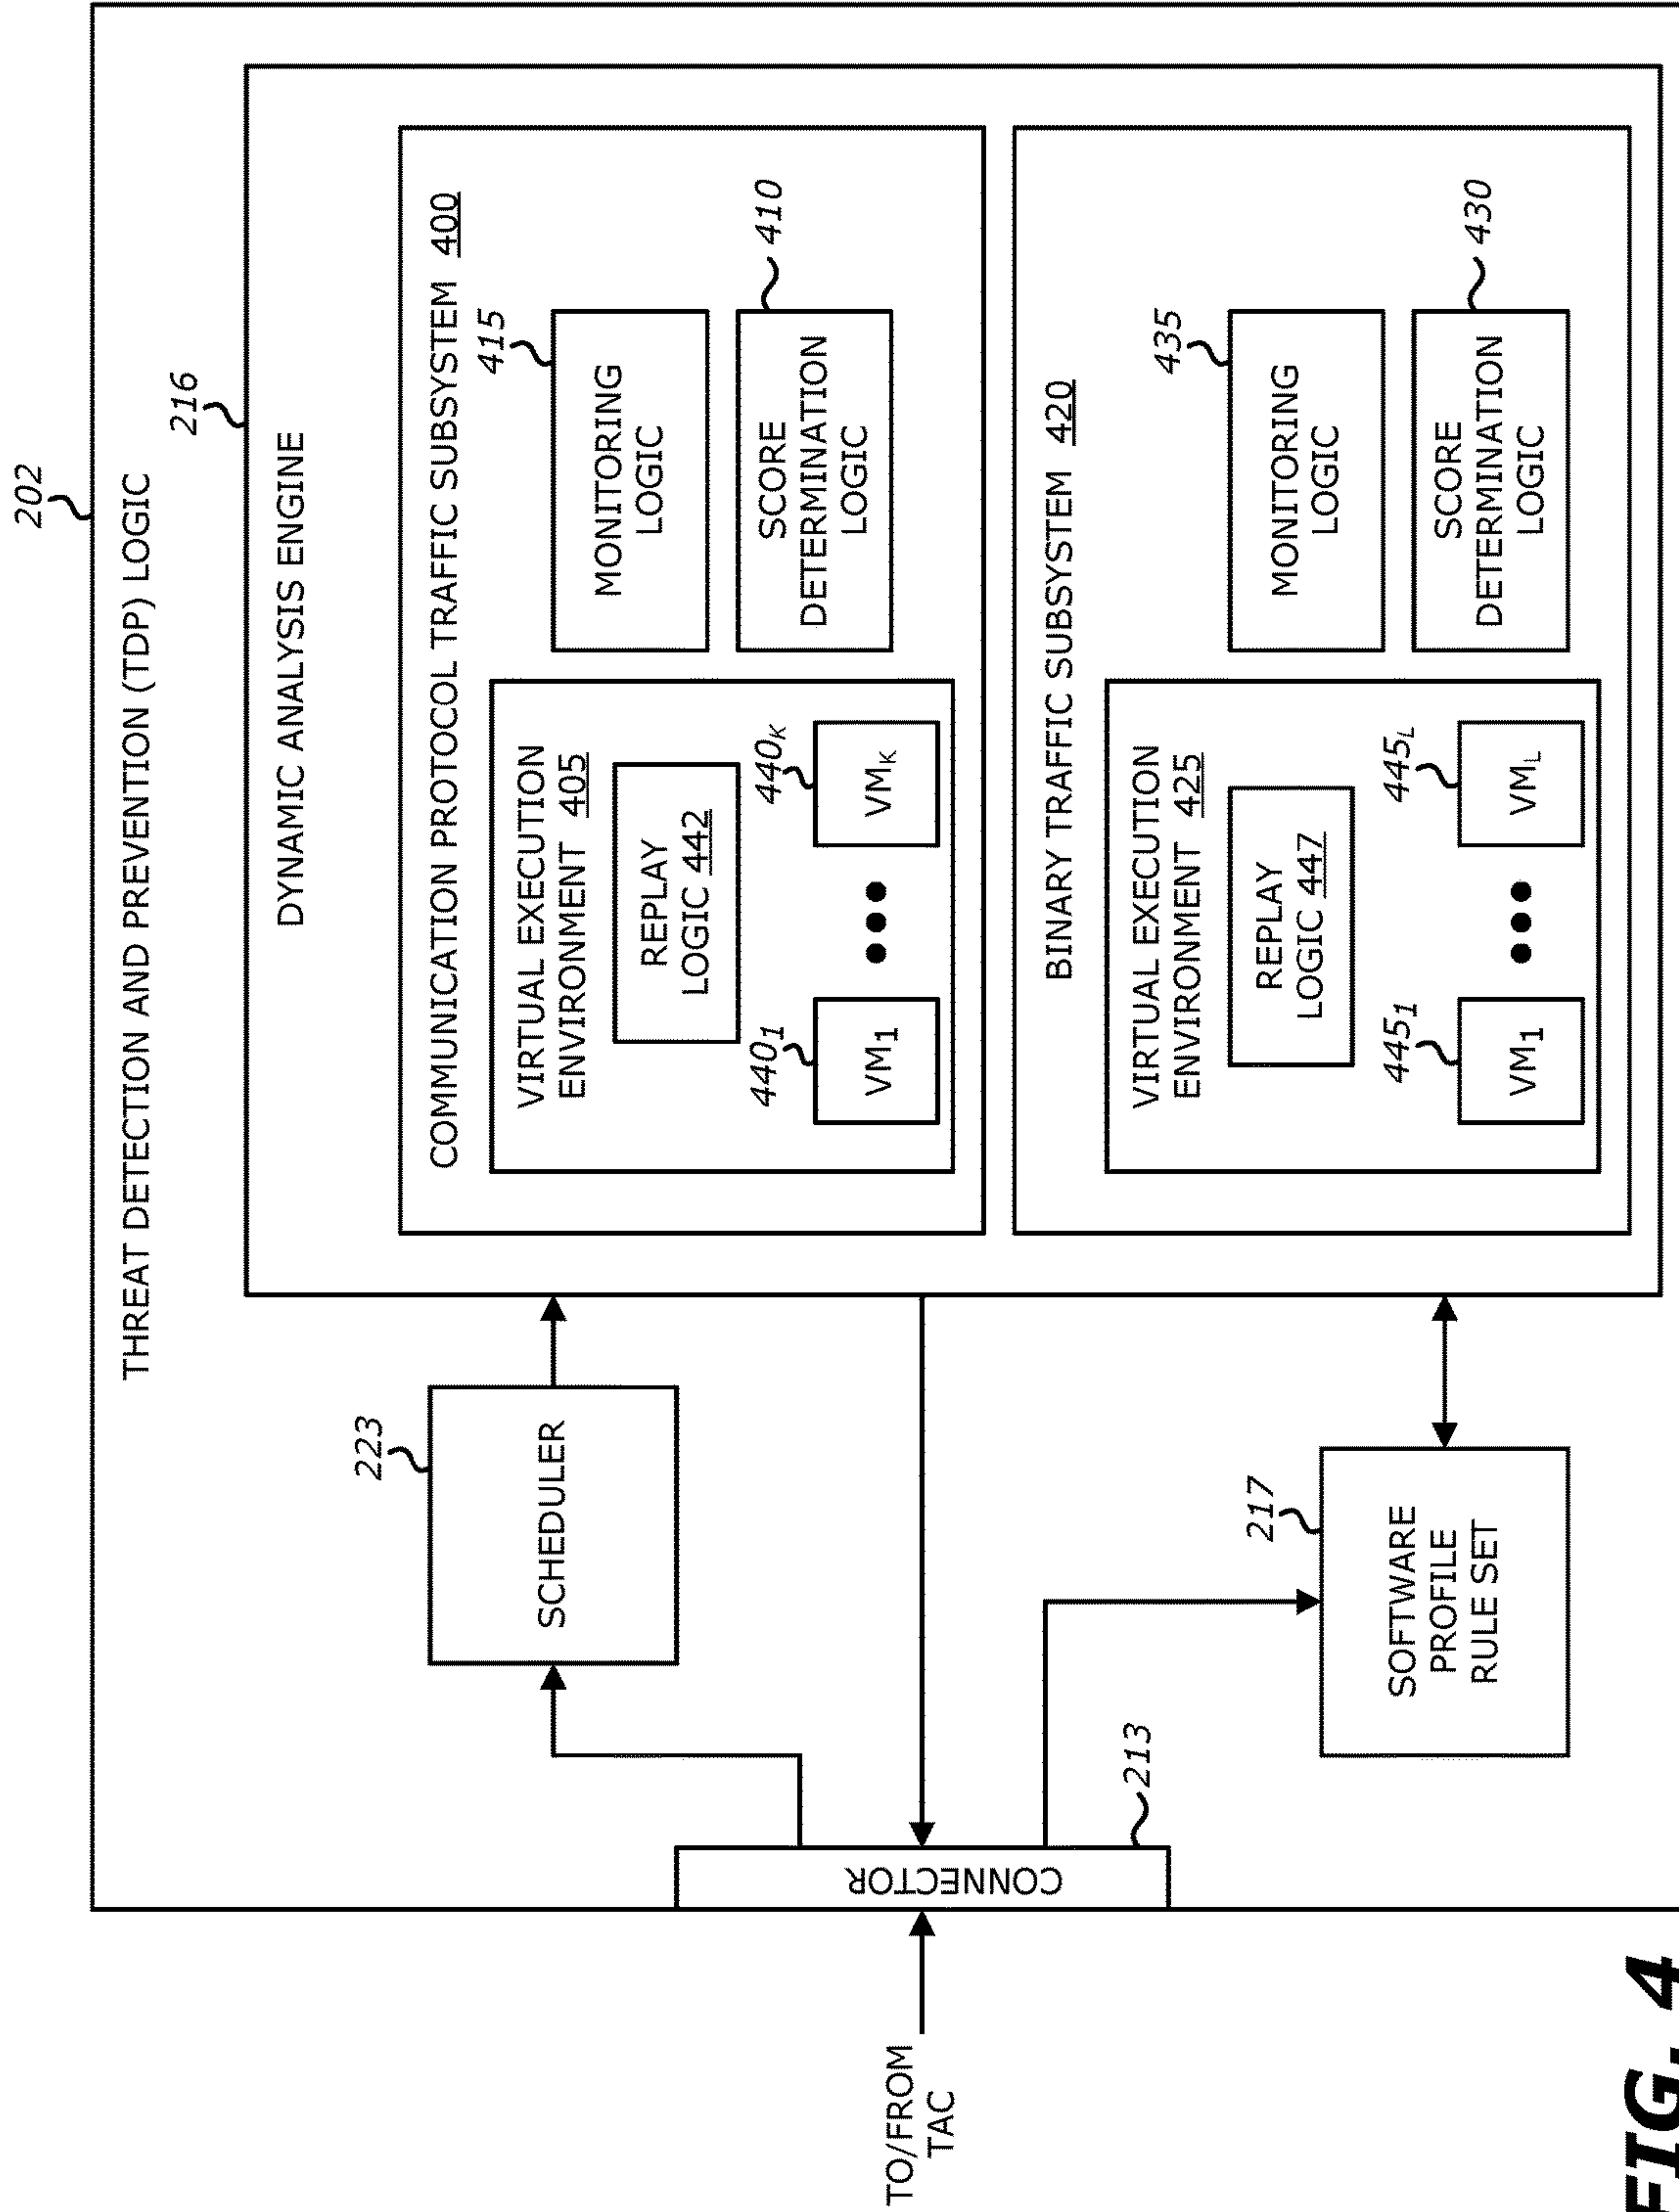 202
THREAT DETECTION AND PREVENTION (TDP) LOGIC
216
DYNAMIC ANALYSIS ENGINE
COMMUNICATION PROTOCOL TRAFFIC SUBSYSTEM 400
VIRTUAL EXECUTION
ENVIRONMENT 405
REPLAY
LOGIC 442
440₁
VM₁
440K
VMK
415
MONITORING
LOGIC
410
SCORE
DETERMINATION
LOGIC
BINARY TRAFFIC SUBSYSTEM 420
VIRTUAL EXECUTION
ENVIRONMENT 425
REPLAY
LOGIC 447
445₁
VM₁
445L
VML
435
MONITORING
LOGIC
430
SCORE
DETERMINATION
LOGIC
223
SCHEDULER
217
SOFTWARE
PROFILE
RULE SET
213
CONNECTOR
TO/FROM
TAC
FIG. 4